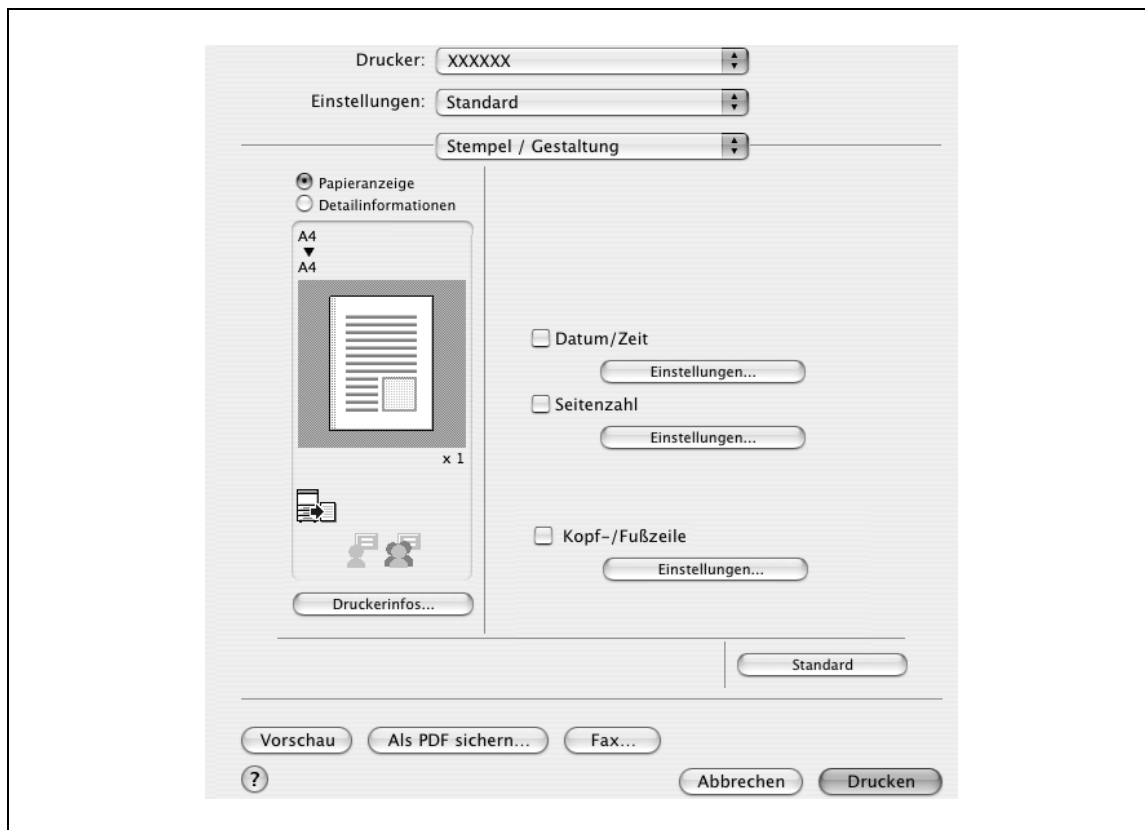 Drucker: XXXXXX
Einstellungen: Standard
Stempel / Gestaltung
Papieranzeige
Detailinformationen
A4
A4
x 1
Druckerinfos...
Datum/Zeit
Einstellungen...
Seitenzahl
Einstellungen...
Kopf-/Fußzeile
Einstellungen...
Standard
Vorschau Als PDF sichern... Fax...
? Abbrechen Drucken